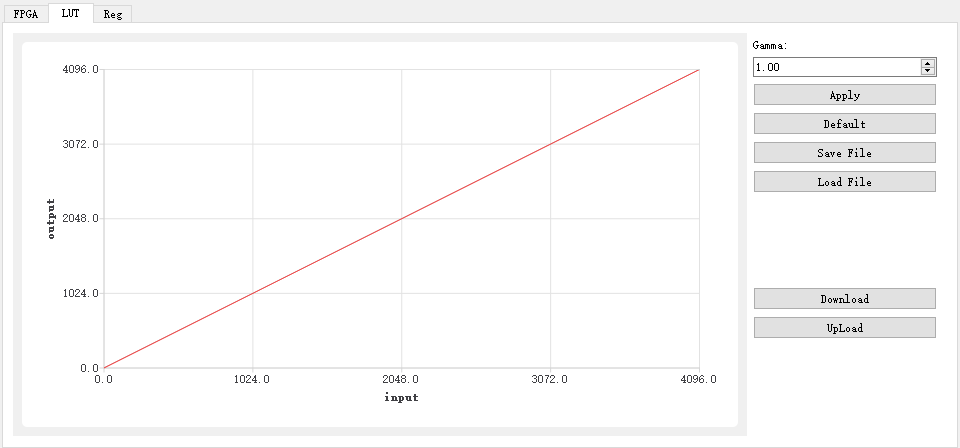 FPGA LUT Reg
Gamma:
1.00
Apply
Default
Save File
Load File
Download
UpLoad
4096.0
3072.0
2048.0
1024.0
0.0
output
0.0 1024.0 2048.0 3072.0 4096.0
input